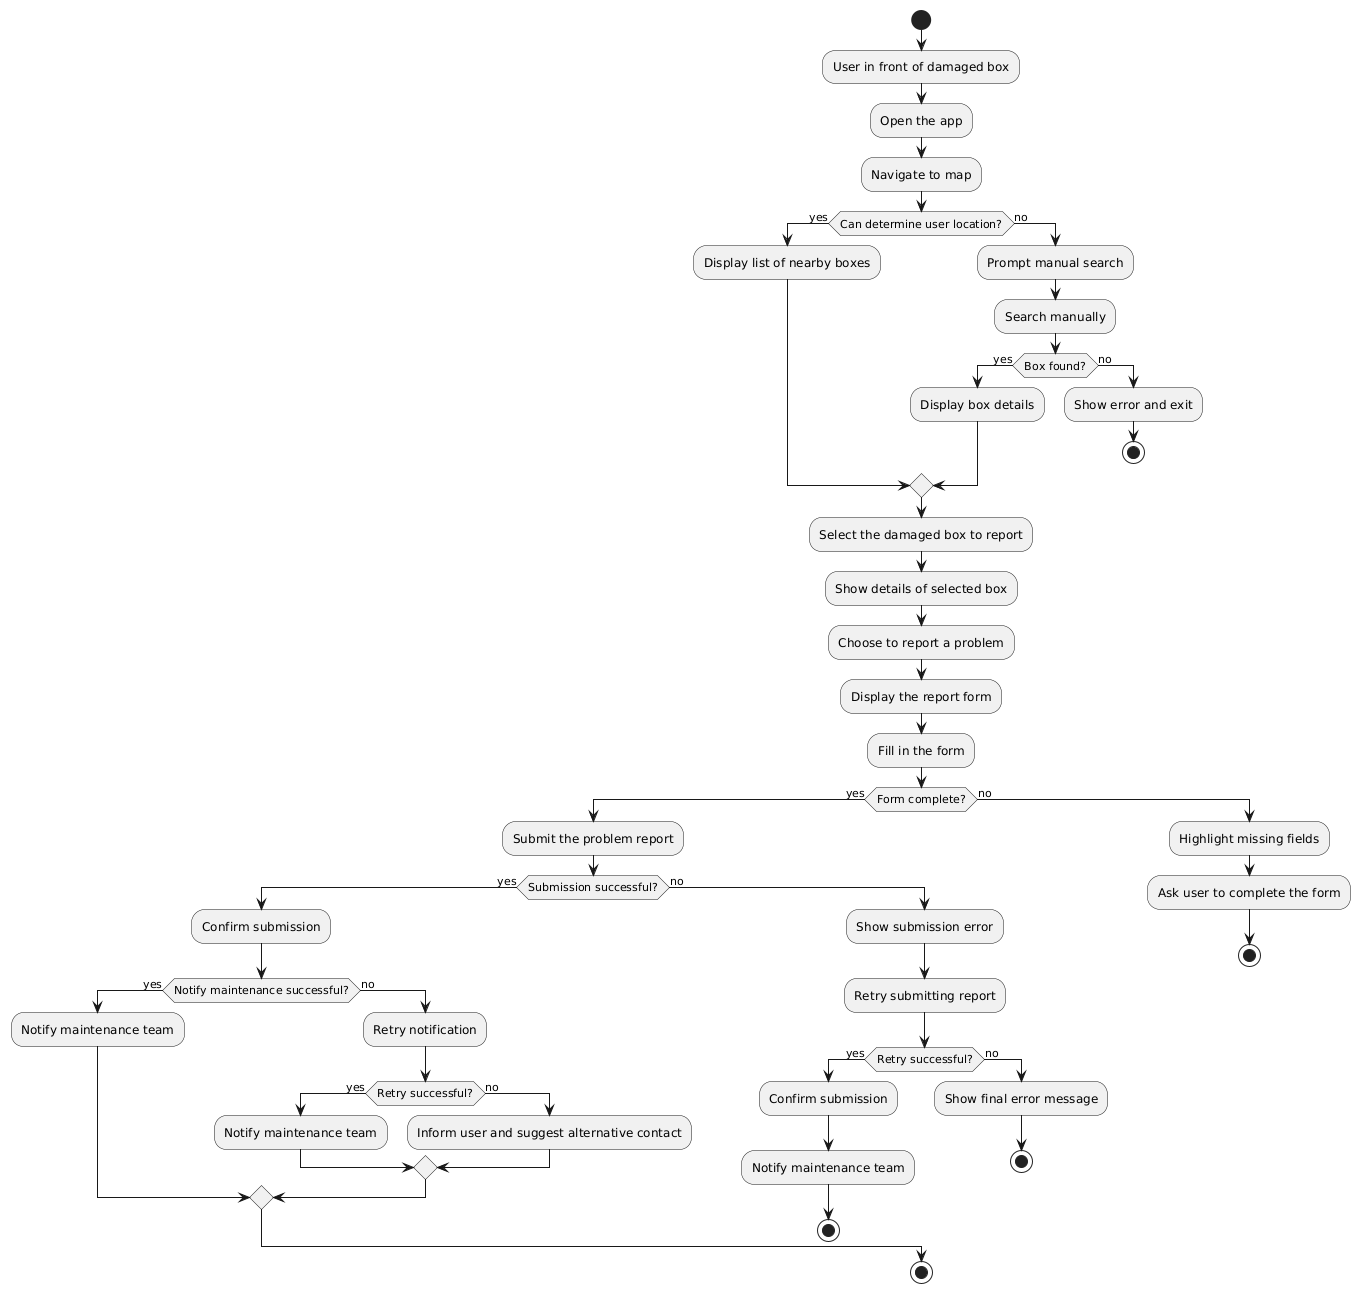 User in front of damaged box
Open the app
Navigate to map
yes
Can determine user location?
no
Display list of nearby boxes
Prompt manual search
Search manually
yes
Box found?
no
Display box details
Show error and exit
Select the damaged box to report
Show details of selected box
Choose to report a problem
Display the report form
Fill in the form
yes
Form complete?
no
Submit the problem report
Highlight missing fields
yes
Submission successful?
no
Ask user to complete the form
Confirm submission
Show submission error
yes
Notify maintenance successful?
no
Retry submitting report
Notify maintenance team
Retry notification
yes
Retry successful?
no
yes
Retry successful?
no
Confirm submission
Show final error message
Notify maintenance team
Inform user and suggest alternative contact
Notify maintenance team